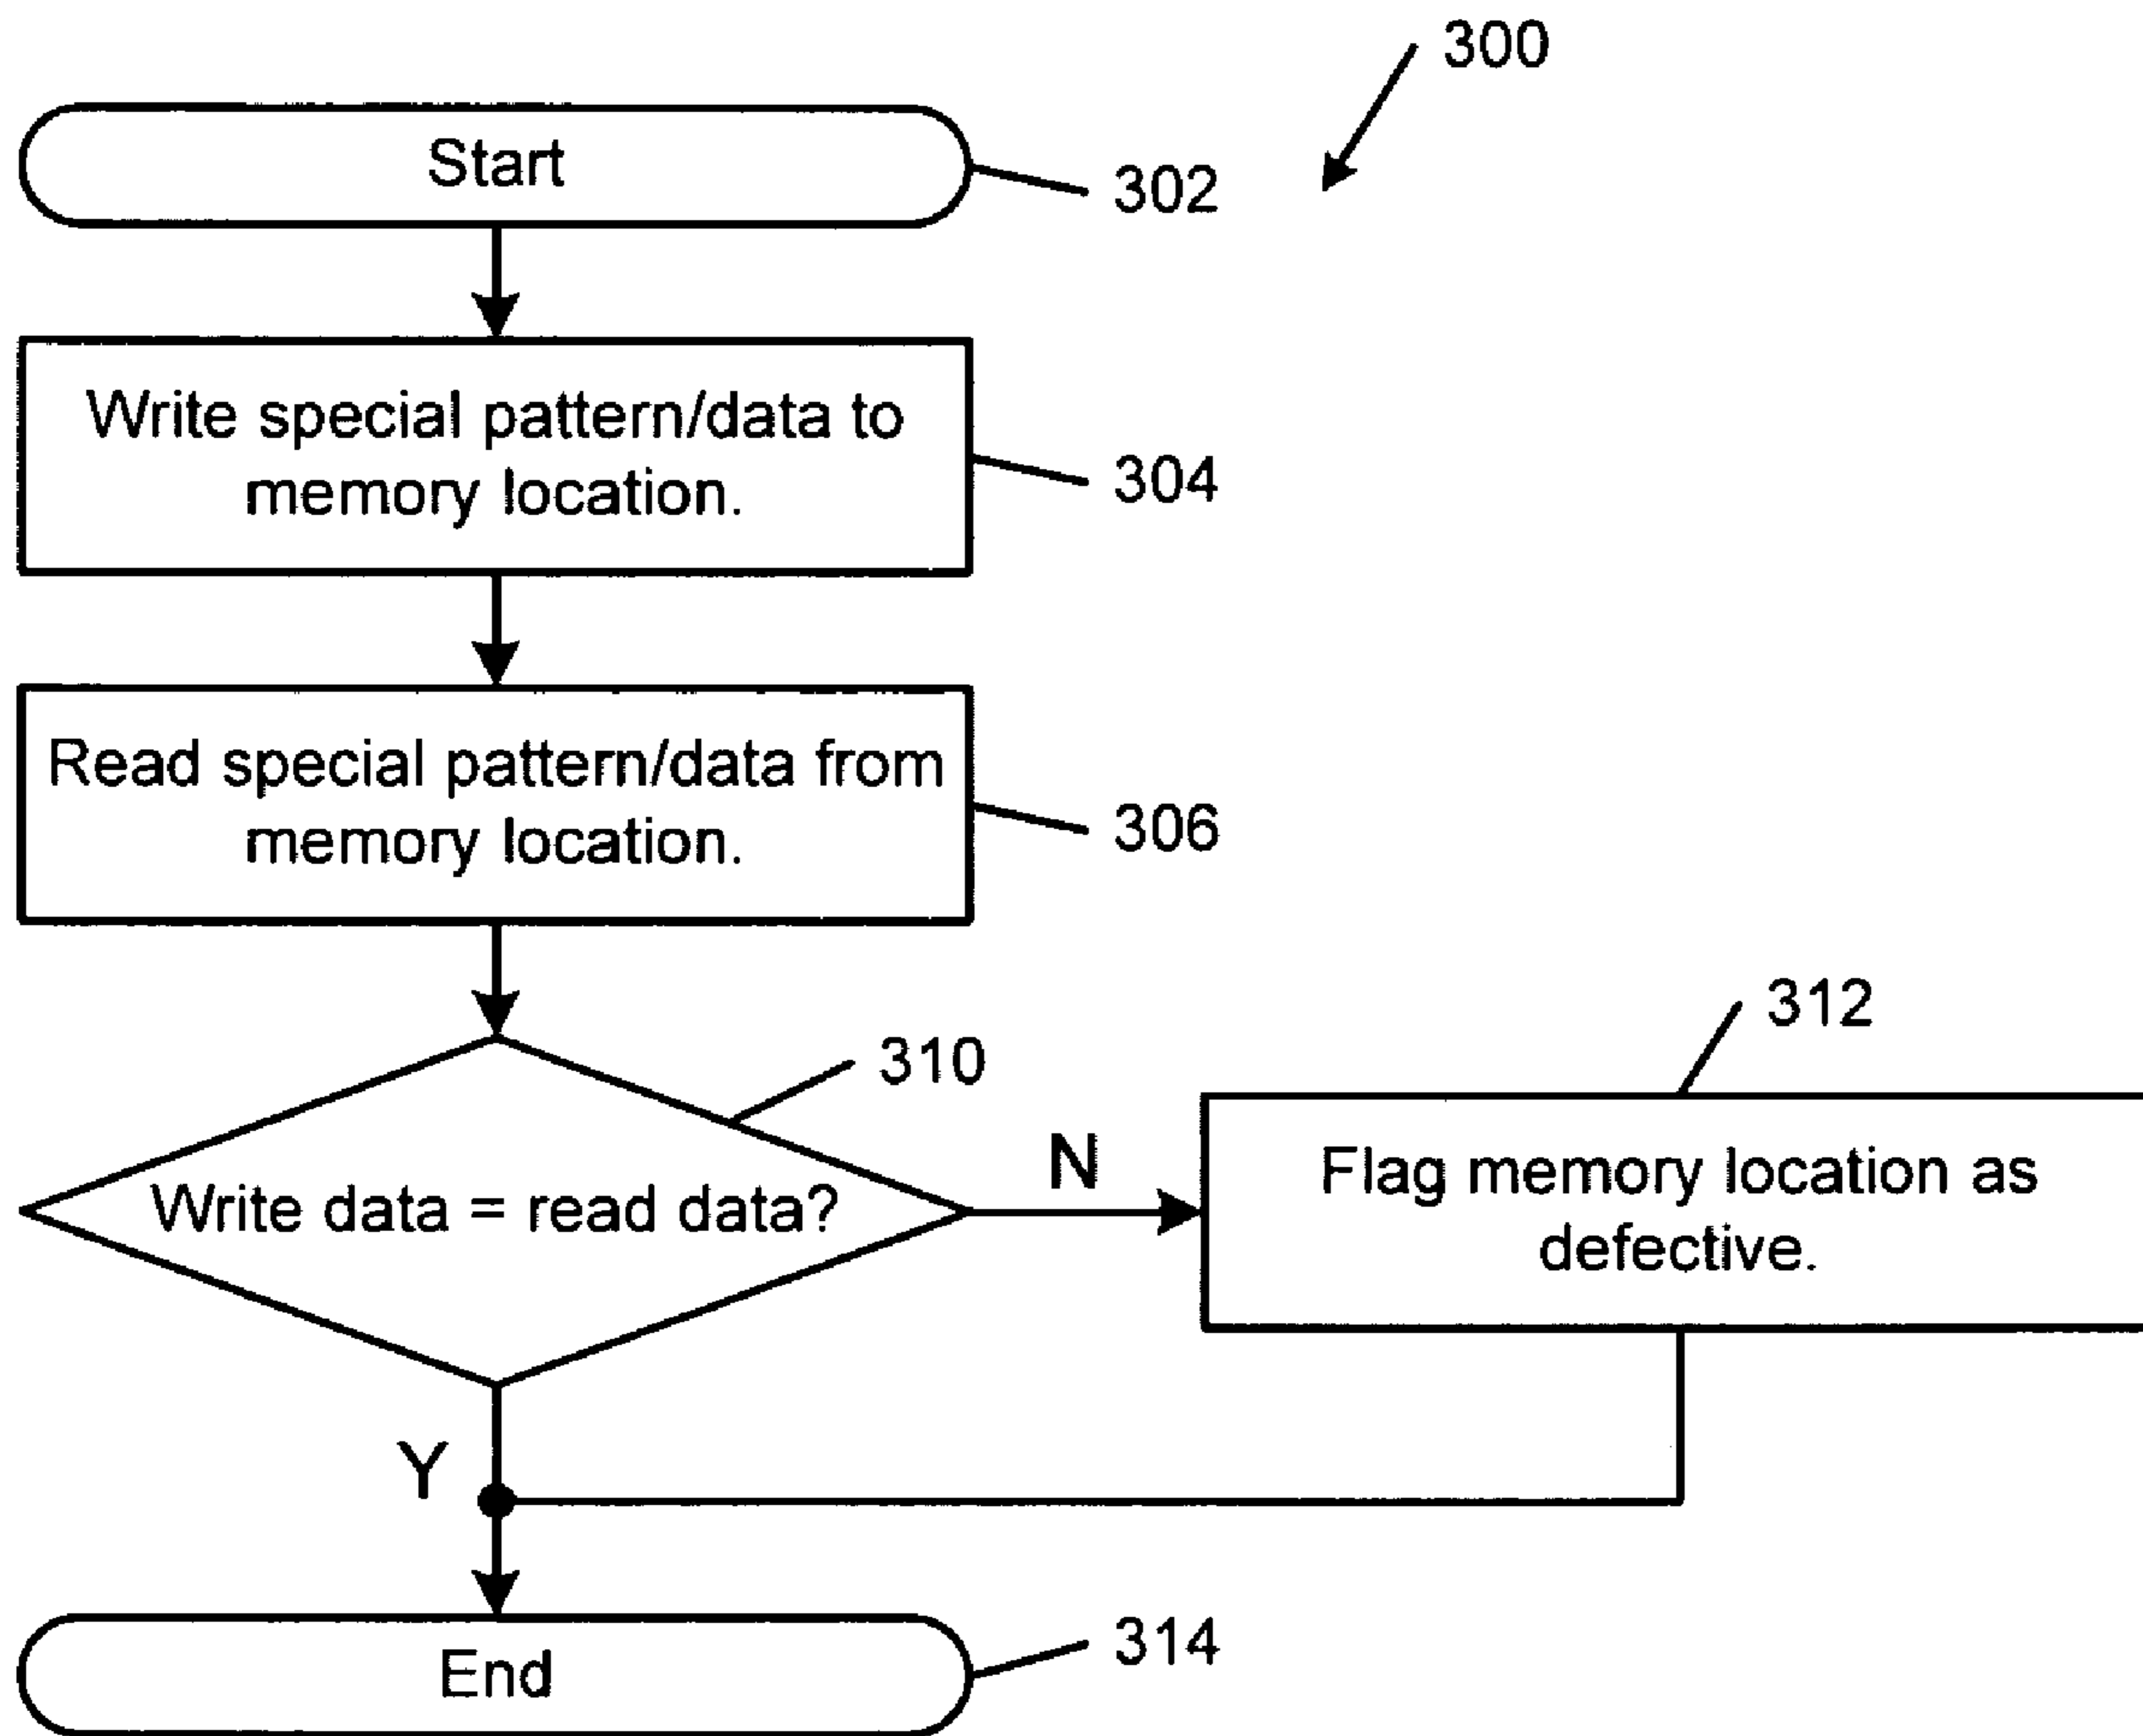 300
Start
302
Write special pattern/data to
memory location.
304
Read special pattern/data from
memory location.
306
310
312
Write data = read data?
N
Flag memory location as
defective.
Y
End
314